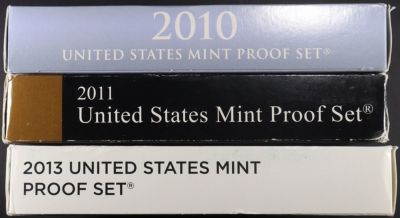 2010
UNITED STATES MINT PROOF SET®
2011
United States Mint Proof Set®
2013 UNITED STATES MINT
PROOF SET®